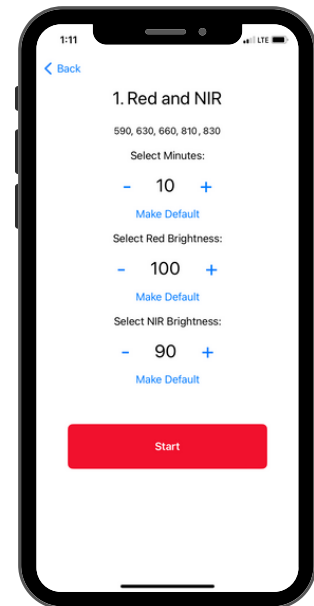 1:11 LTE
Back
1. Red and NIR
590, 630, 660, 810, 830
Select Minutes:
- 10 +
Make Default
Select Red Brightness:
- 100 +
Make Default
Select NIR Brightness:
- 90 +
Make Default
Start